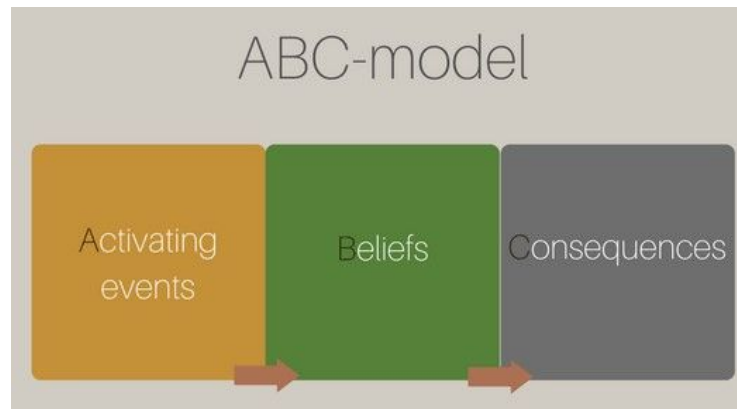 ABC-model
Activating
events
Beliefs
Consequences